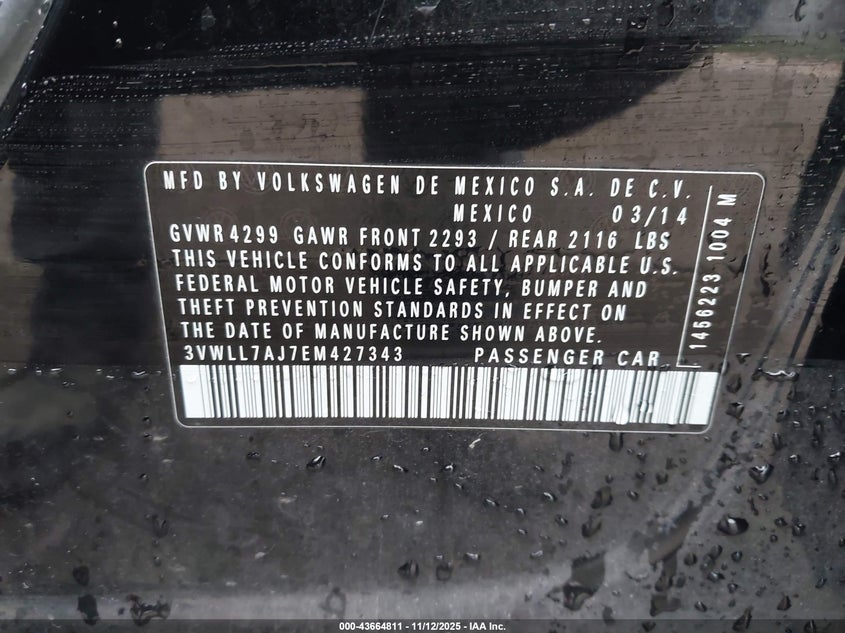 MFD BY VOLKSWAGEN DE MEXICO S.A. DE C.V.
MEXICO 03/14
GVWR 4299 GAWR FRONT 2293 / REAR 2116 LBS
THIS VEHICLE CONFORMS TO ALL APPLICABLE U.S.
FEDERAL MOTOR VEHICLE SAFETY, BUMPER AND
THEFT PREVENTION STANDARDS IN EFFECT ON
THE DATE OF MANUFACTURE SHOWN ABOVE.
3VWLL7AJ7EM427343 PASSENGER CAR
1456223 1004 M
000-43664811 - 11/12/2025 - IAA Inc.